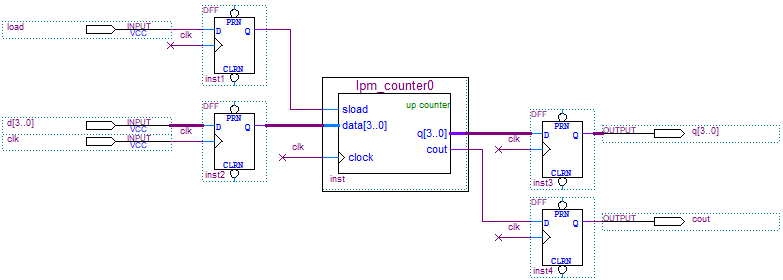 DFF
load
INPUT
VCC
PRN
D Q
clk
CLRN
inst1
lpm_counter0
up counter
sload
data[3..0]
q[3..0]
cout
clock
clk
inst
DFF
d[3..0]
INPUT
VCC
clk
PRN
D Q
clk
INPUT
VCC
CLRN
inst2
DFF
PRN
D Q
clk
CLRN
inst3
OUTPUT
q[3..0]
DFF
PRN
D Q
clk
CLRN
inst4
OUTPUT
cout